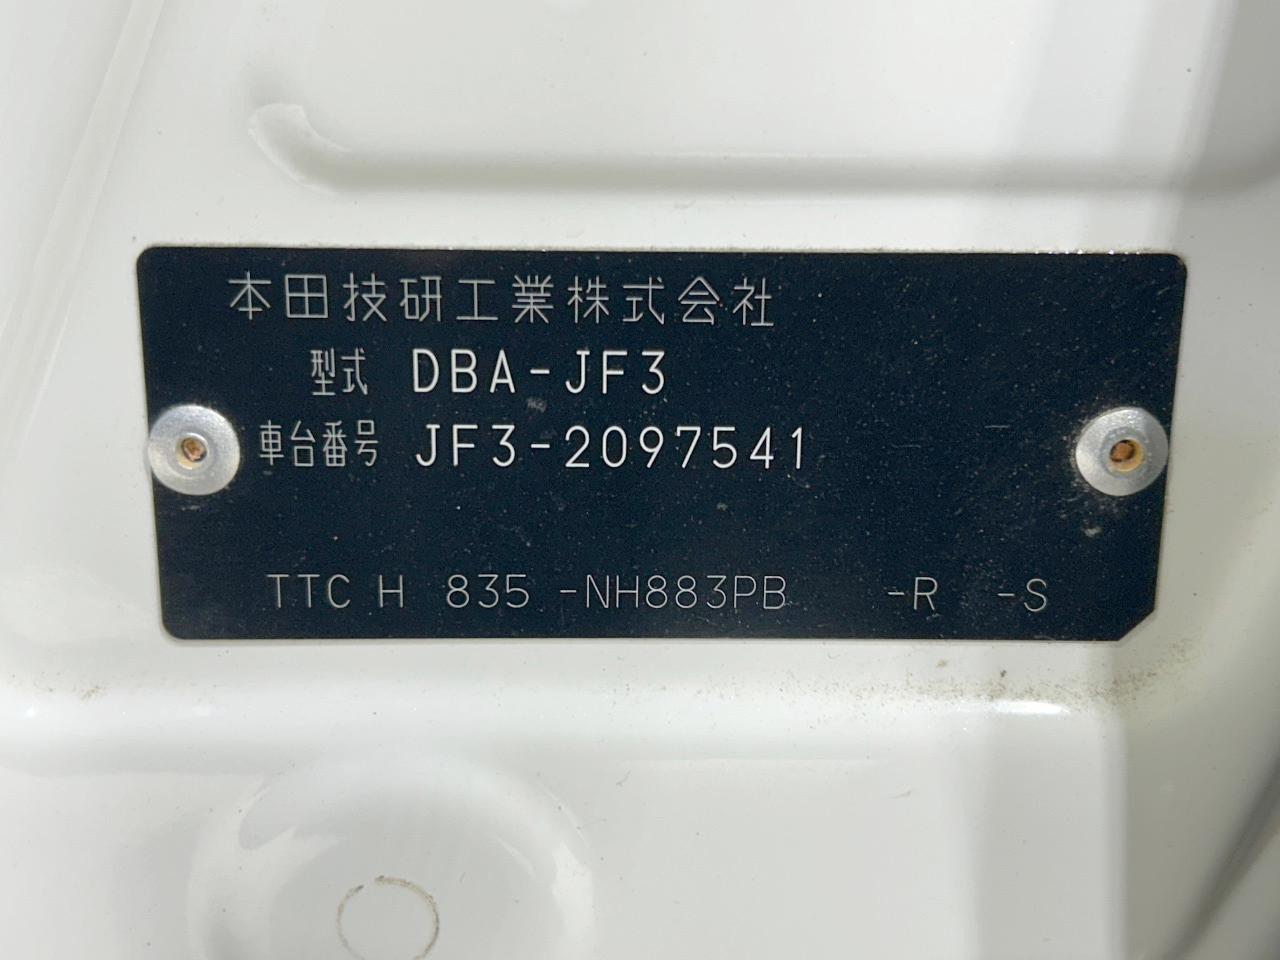 本田技研工業株式会社
型式 DBA-JF3
車台番号 JF3-2097541
TTC H 835 -NH883PB -R -S